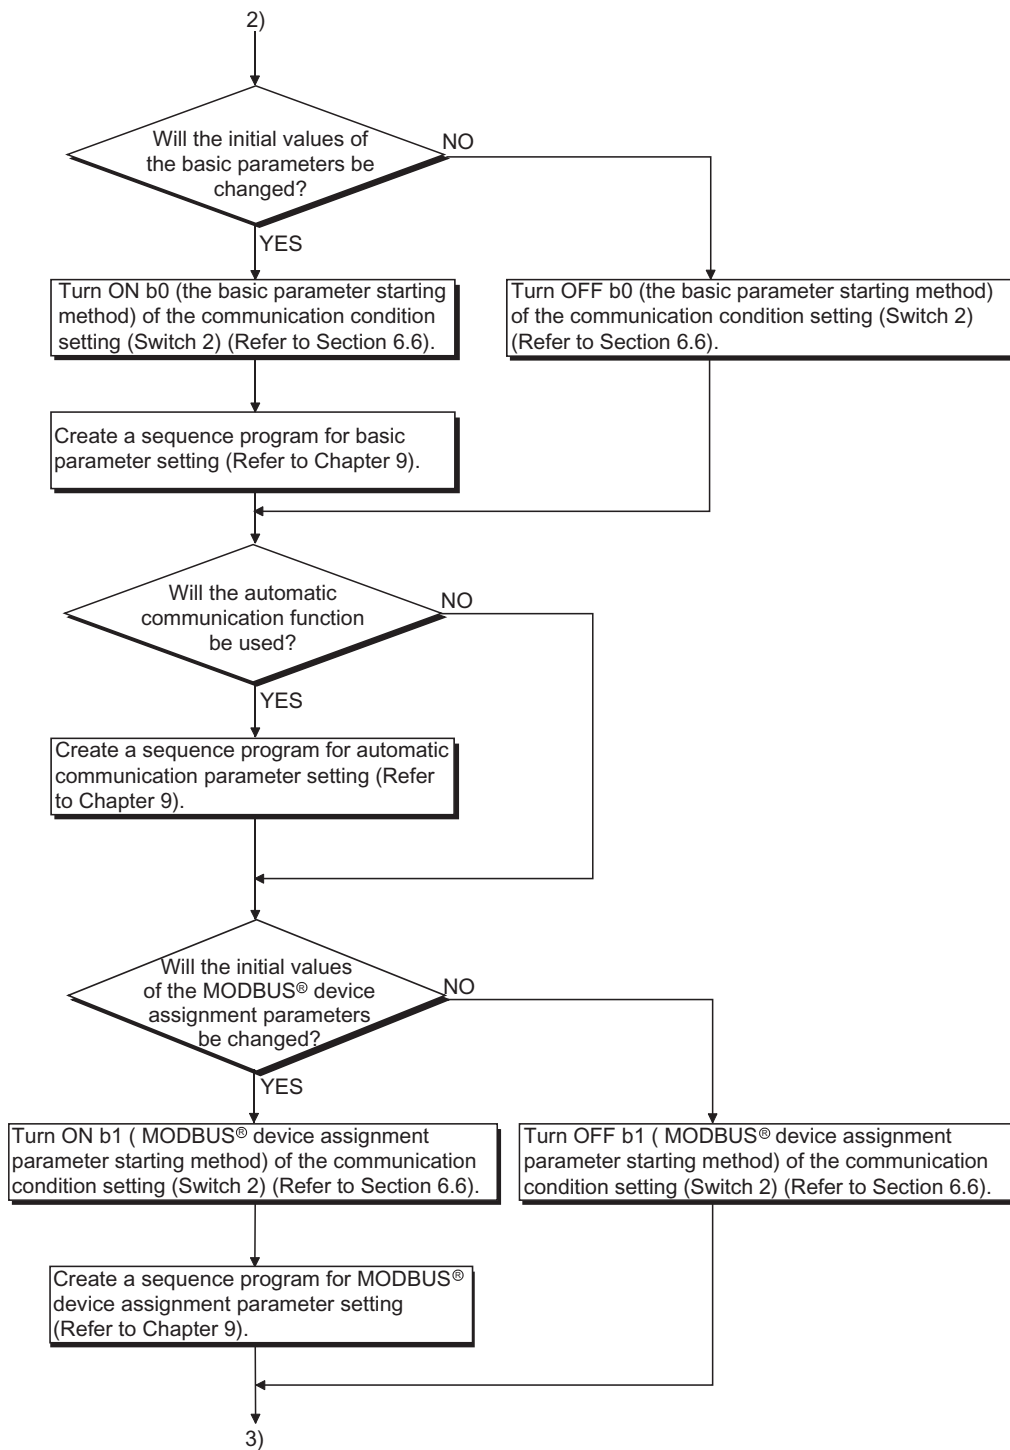 2)
Will the initial values of
the basic parameters be
changed?
NO
YES
Turn ON b0 (the basic parameter starting
method) of the communication condition
setting (Switch 2) (Refer to Section 6.6).
Turn OFF b0 (the basic parameter starting method)
of the communication condition setting (Switch 2)
(Refer to Section 6.6).
Create a sequence program for basic
parameter setting (Refer to Chapter 9).
Will the automatic
communication function
be used?
NO
YES
Create a sequence program for automatic
communication parameter setting (Refer
to Chapter 9).
Will the initial values
of the MODBUS® device
assignment parameters
be changed?
NO
YES
Turn ON b1 ( MODBUS® device assignment
parameter starting method) of the communication
condition setting (Switch 2) (Refer to Section 6.6).
Turn OFF b1 ( MODBUS® device assignment
parameter starting method) of the communication
condition setting (Switch 2) (Refer to Section 6.6).
Create a sequence program for MODBUS®
device assignment parameter setting
(Refer to Chapter 9).
3)